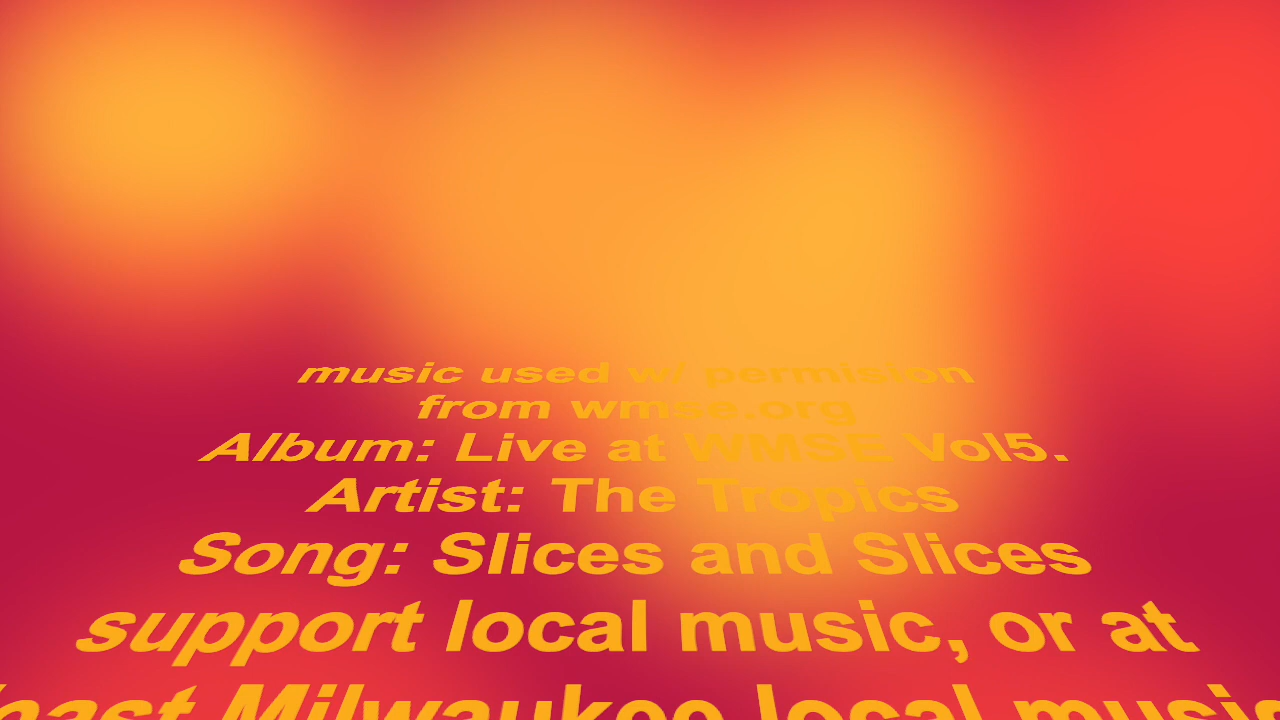 music used w/ permision
from wmse.org
Album: Live at WMSE Vol5.
Artist: The Tropics
Song: Slices and Slices
support local music, or at
least Milwaukee local music